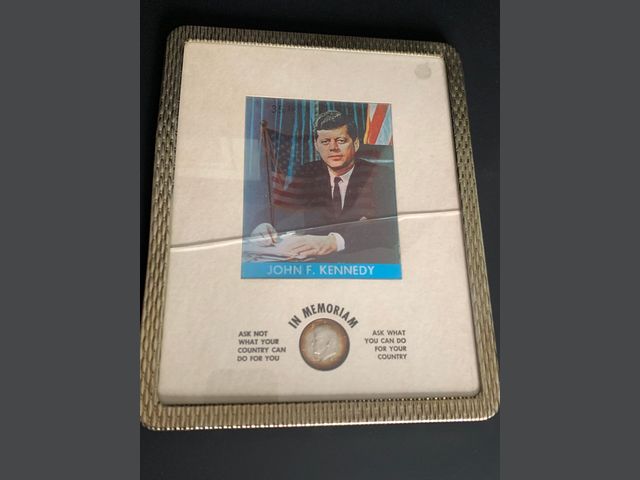 JOHN F. KENNEDY
IN MEMORIAM
ASK NOT
WHAT YOUR
COUNTRY CAN
DO FOR YOU
ASK WHAT
YOU CAN DO
FOR YOUR
COUNTRY